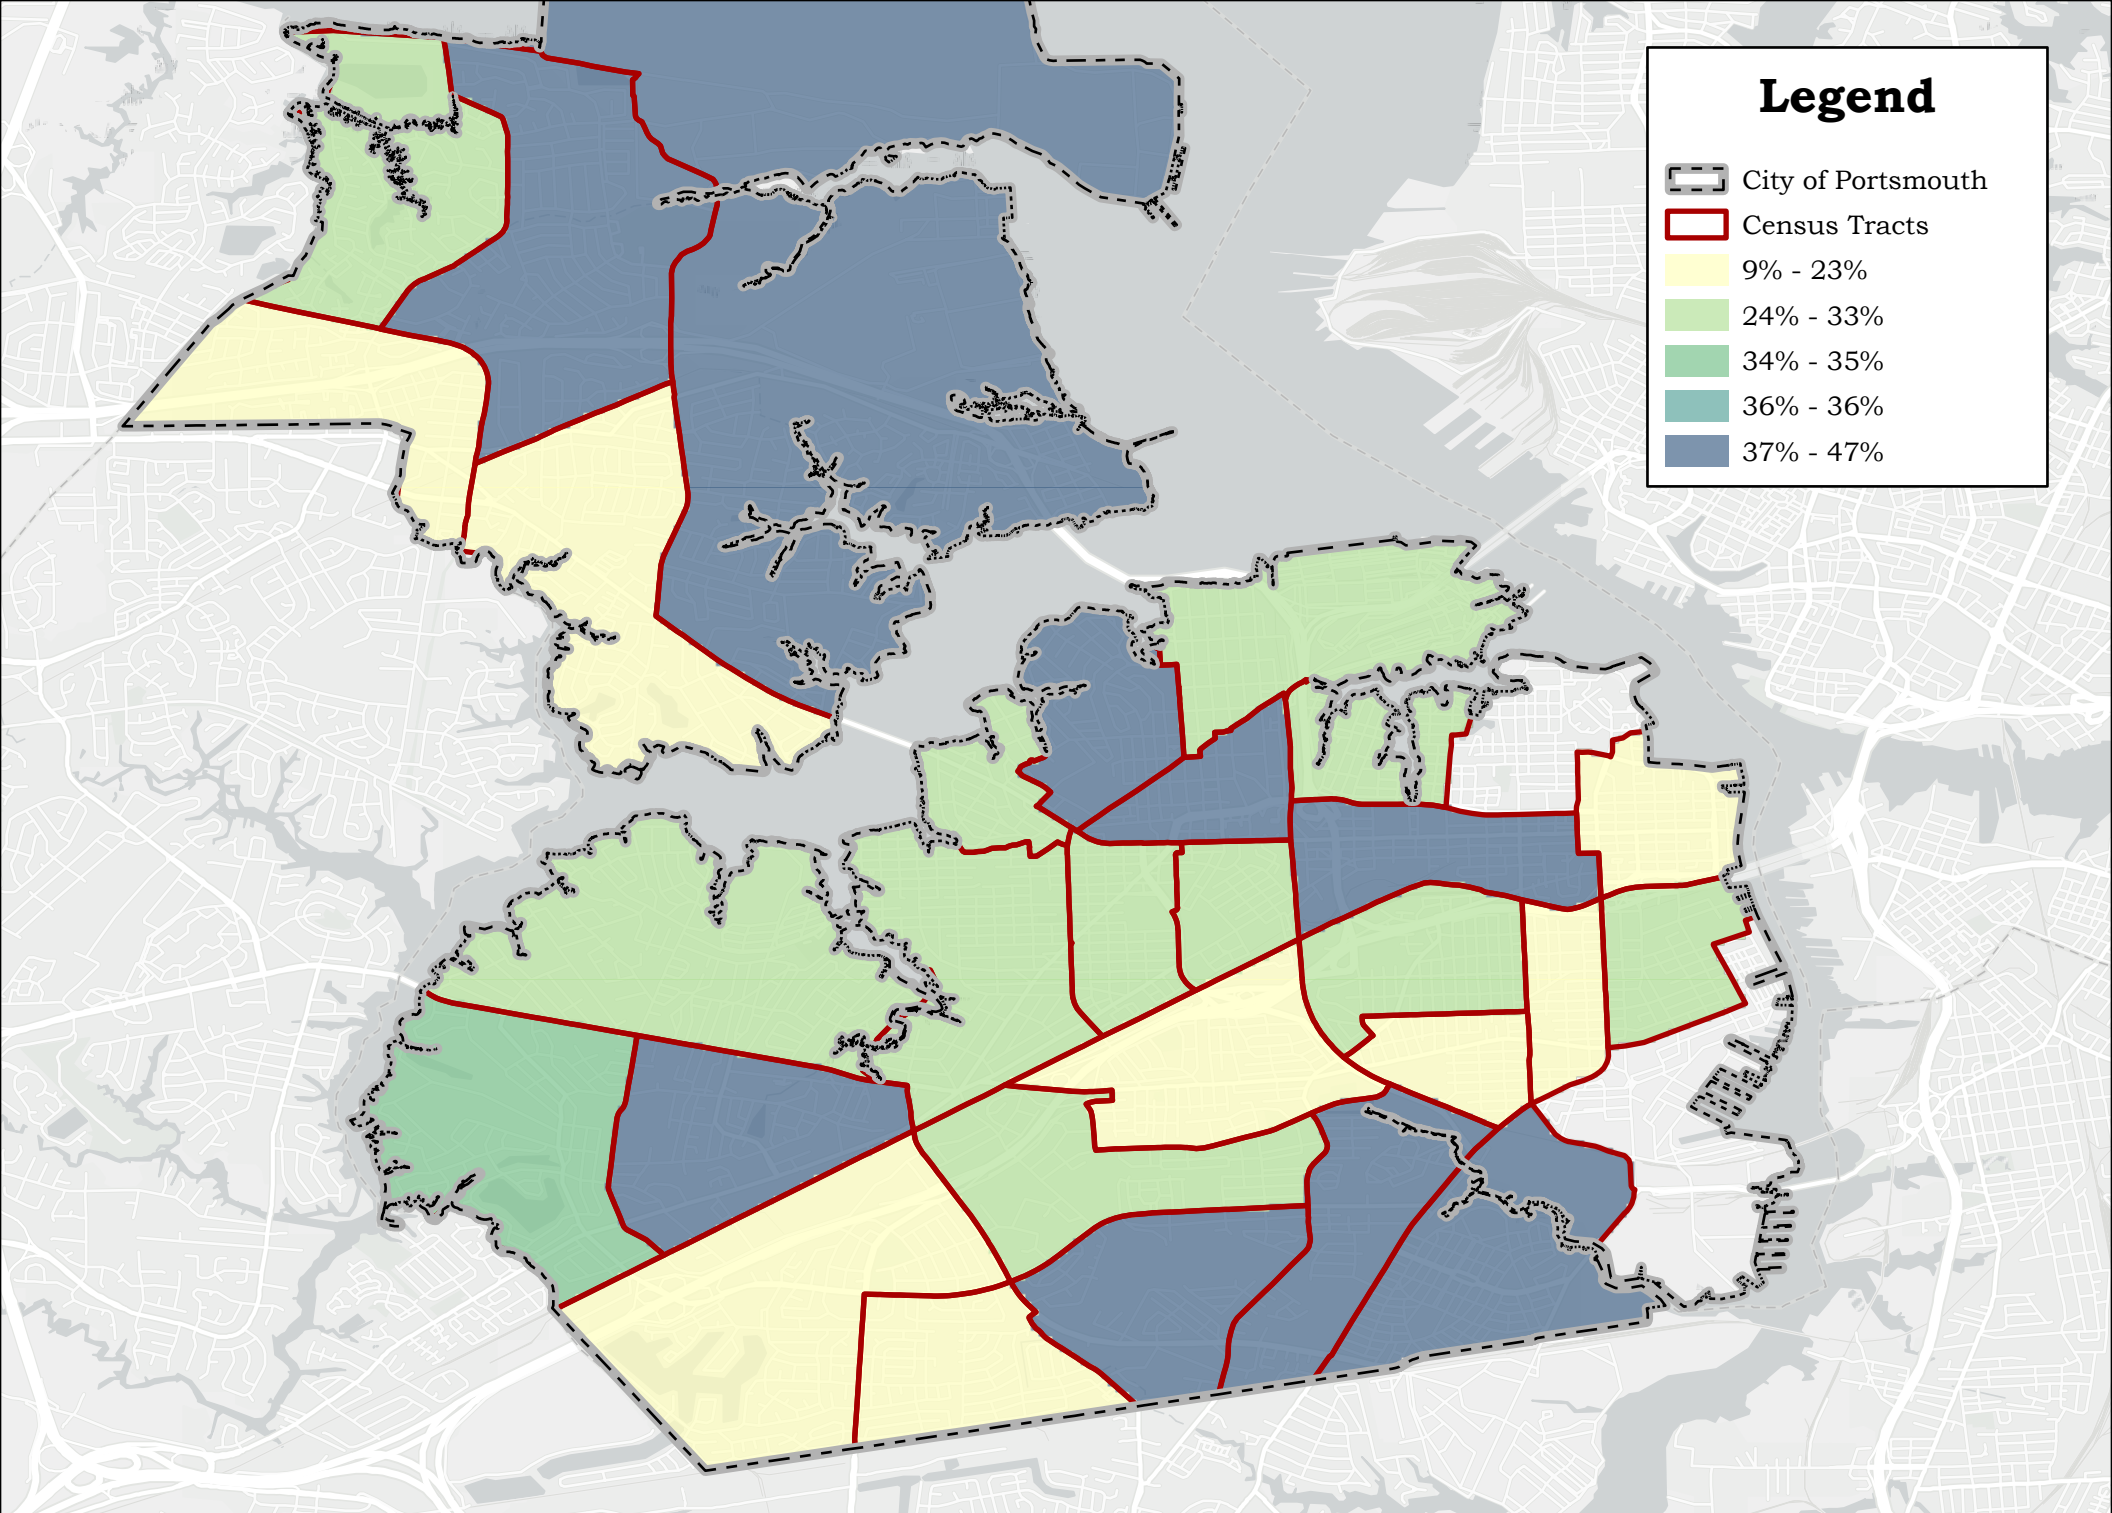 Legend
City of Portsmouth
Census Tracts
9% - 23%
24% - 33%
34% - 35%
36% - 36%
37% - 47%